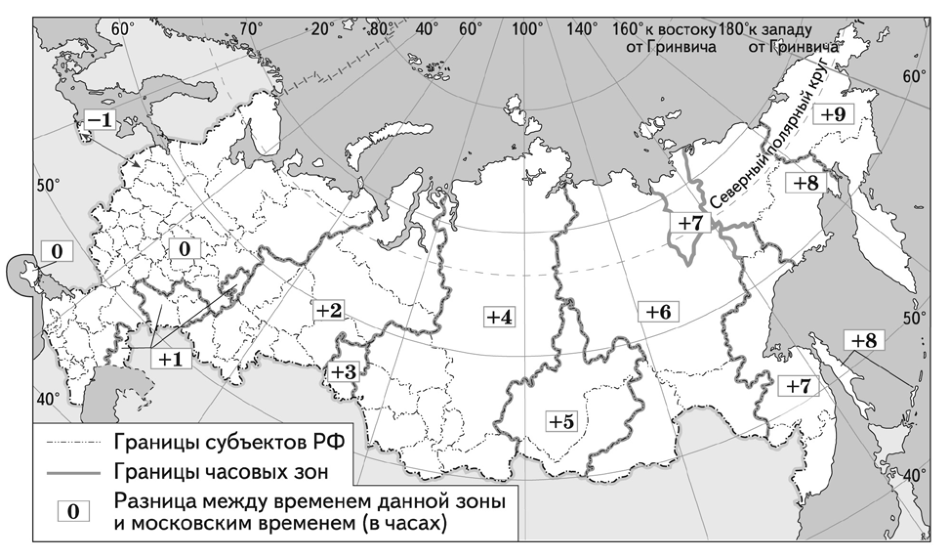 60° 70° 20° 80° 40° 60° 100° 140° 160° к востоку 180° к западу
от Гринвича от Гринвича
60°
Северный полярный круг
+9
-1
50°
+8
+7
0
0
+2
+4
+6
50°
+8
+1
+3
+7
40°
+5
Границы субъектов РФ
Границы часовых зон
40°
0 Разница между временем данной зоны
и московским временем (в часах)